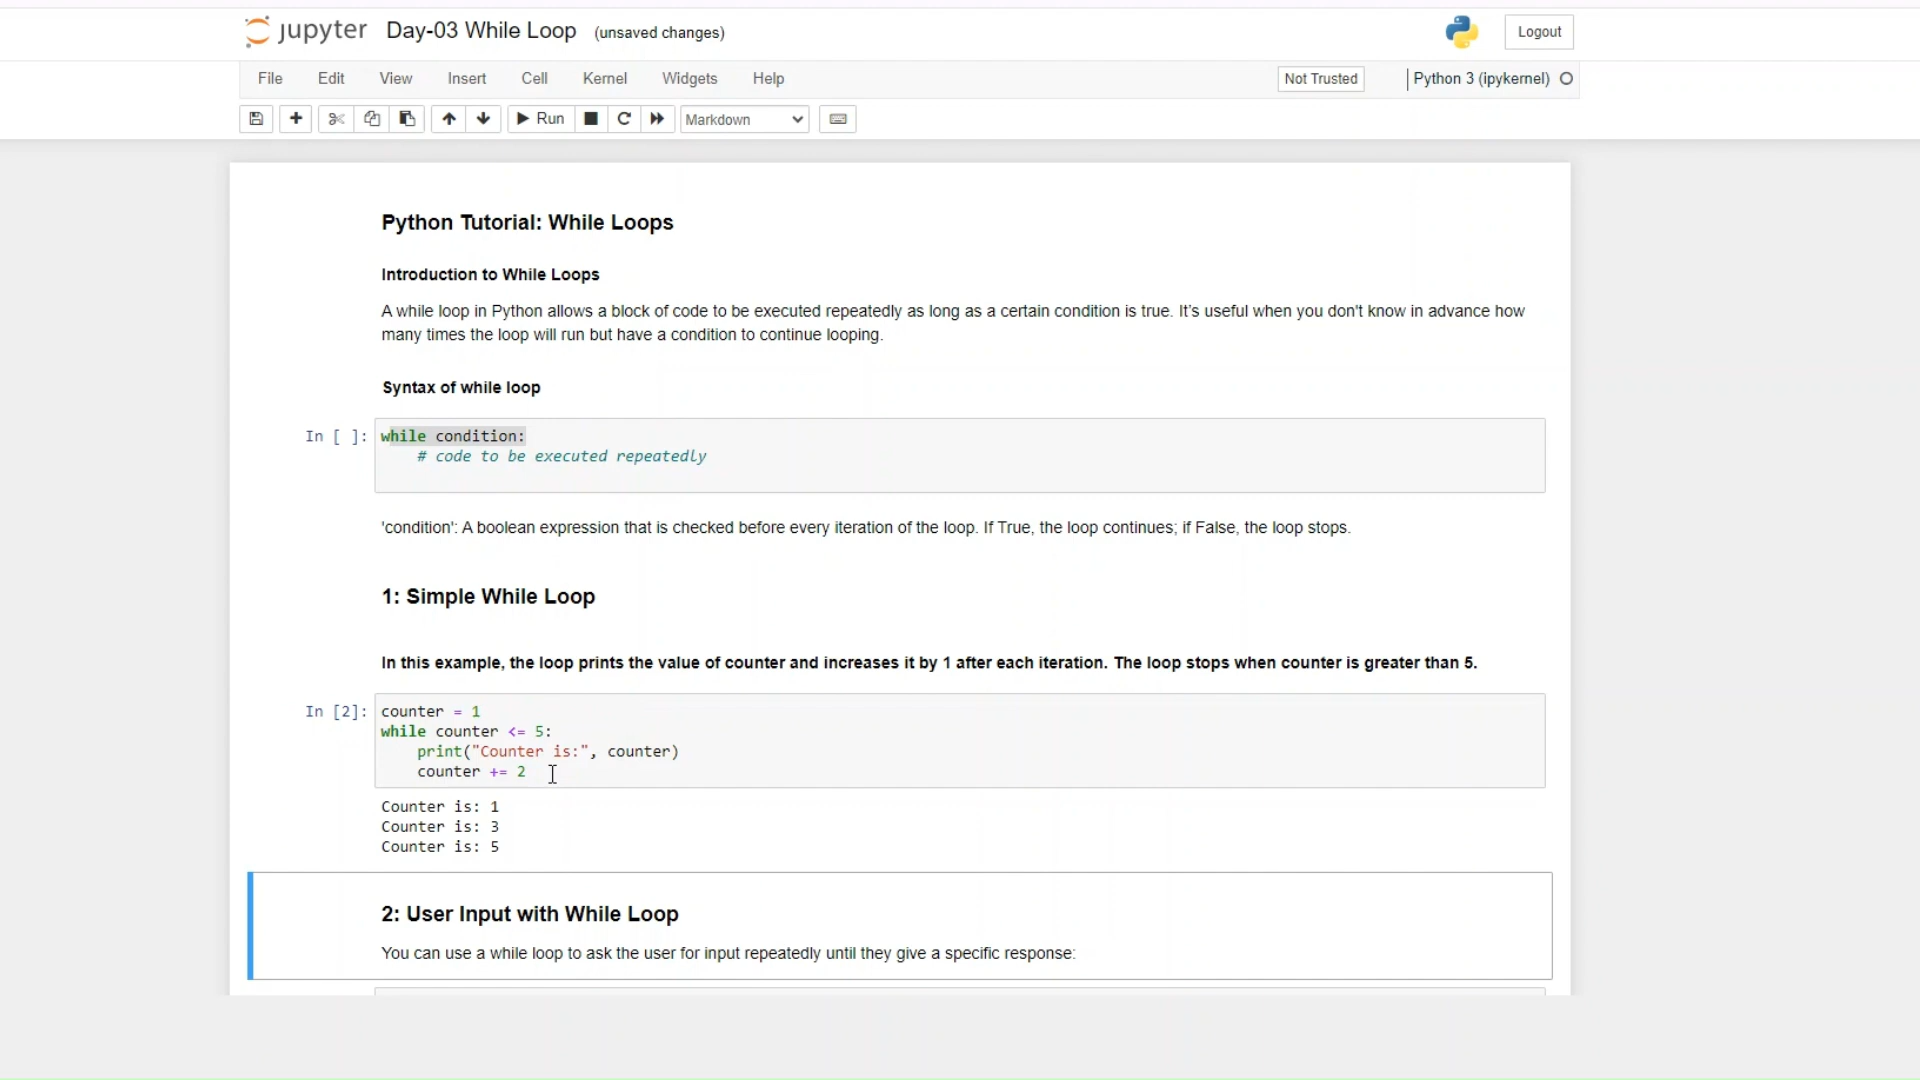 jupyter Day-03 While Loop (unsaved changes) Logout
File Edit View Insert Cell Kernel Widgets Help Not Trusted Python 3 (ipykernel)
Run Markdown
Python Tutorial: While Loops
Introduction to While Loops
A while loop in Python allows a block of code to be executed repeatedly as long as a certain condition is true. It's useful when you don't know in advance how
many times the loop will run but have a condition to continue looping.
Syntax of while loop
In [ ]: while condition:
# code to be executed repeatedly
'condition': A boolean expression that is checked before every iteration of the loop. If True, the loop continues; if False, the loop stops.
1: Simple While Loop
In this example, the loop prints the value of counter and increases it by 1 after each iteration. The loop stops when counter is greater than 5.
In [2]: counter = 1
while counter <= 5:
print("Counter is:", counter)
counter += 2
Counter is: 1
Counter is: 3
Counter is: 5
2: User Input with While Loop
You can use a while loop to ask the user for input repeatedly until they give a specific response: